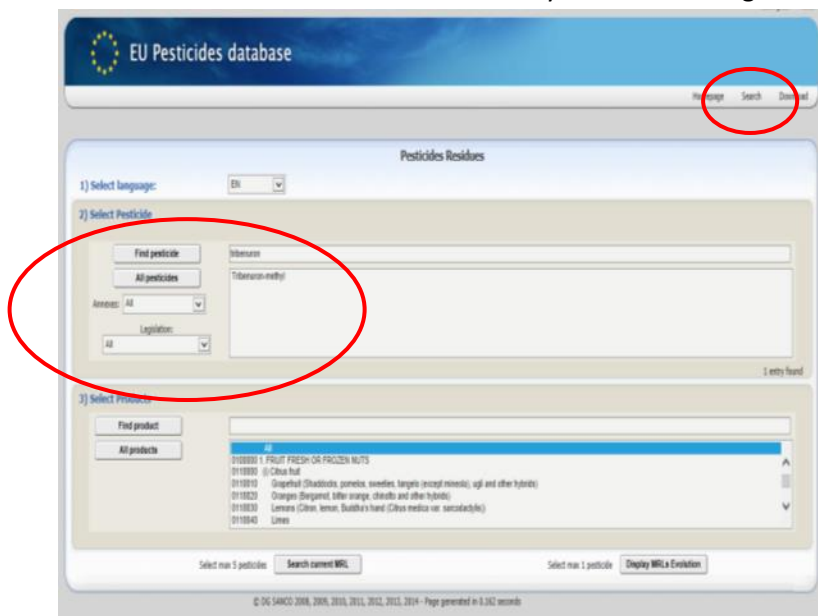 EU Pesticides database
Homepage Search Download
Pesticides Residues
1) Select language: EN
2) Select Pesticide
Find pesticide tribenuron
All pesticides Tribenuron-methyl
Annexes: All
Legislation:
All
1 entry found
3) Select Products
Find product
All products
All
0100000 1. FRUIT FRESH OR FROZEN NUTS
0110000 (i) Citrus fruit
0110010 Grapefruit (Shaddocks, pomelos, sweeties, tangelo (except mineola), ugli and other hybrids)
0110020 Oranges (Bergamot, bitter orange, chinotto and other hybrids)
0110030 Lemons (Citron, lemon, Buddha's hand (Citrus medica var. sarcodactylis))
0110040 Limes
Select max 5 pesticides Search current MRL Select max 1 pesticide Display MRLs Evolution
© DG SANCO 2008, 2009, 2010, 2011, 2012, 2013, 2014 - Page generated in 0.162 seconds